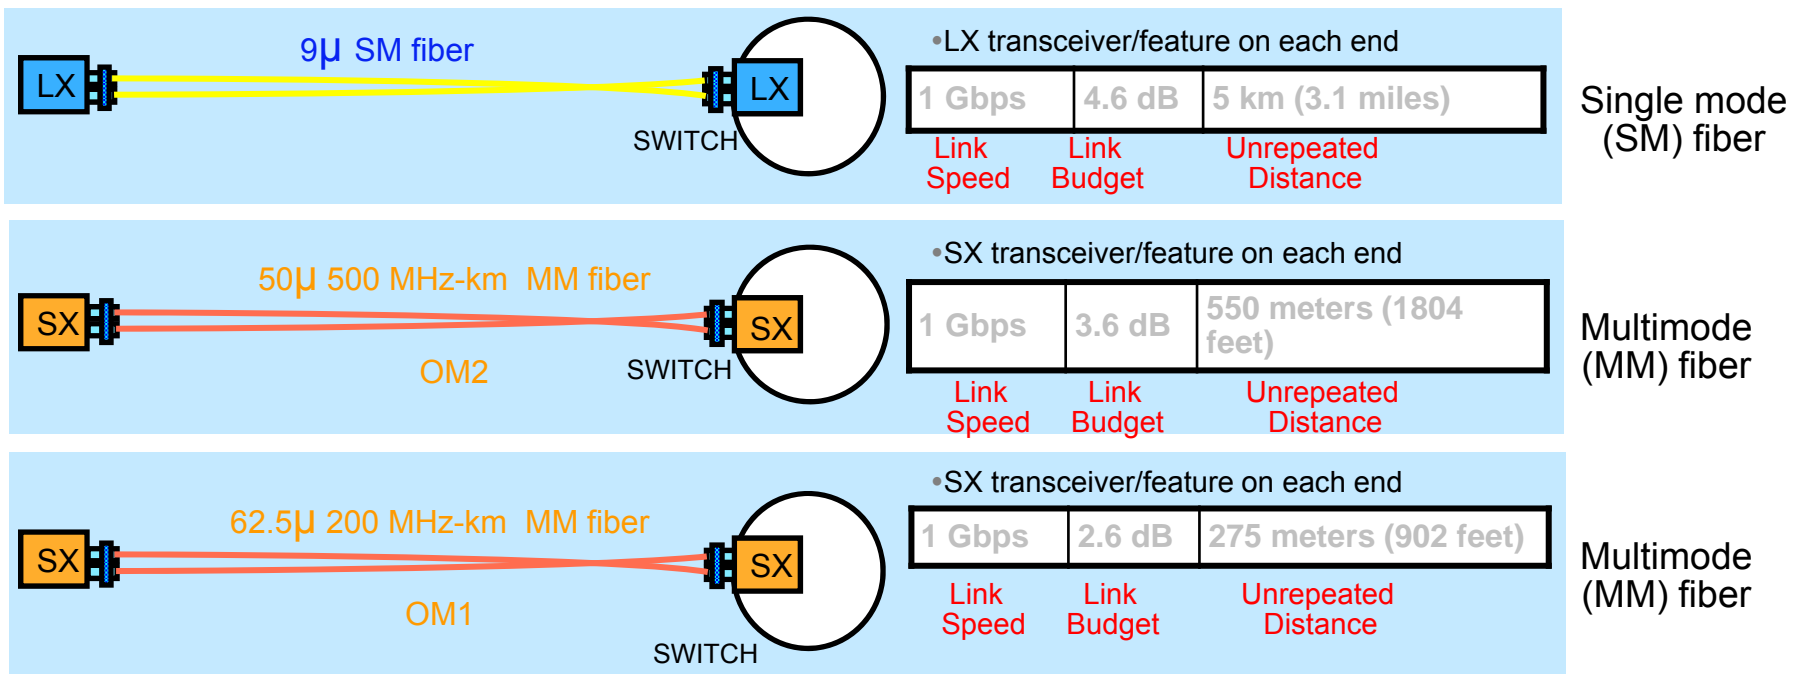 9µ SM fiber
LX
LX
SWITCH
•LX transceiver/feature on each end
1 Gbps 4.6 dB 5 km (3.1 miles)
Link Link Unrepeated
Speed Budget Distance
Single mode
(SM) fiber
50µ 500 MHz-km MM fiber
SX
SX
OM2
SWITCH
•SX transceiver/feature on each end
1 Gbps 3.6 dB 550 meters (1804
feet)
Link Link Unrepeated
Speed Budget Distance
Multimode
(MM) fiber
62.5µ 200 MHz-km MM fiber
SX
SX
OM1
SWITCH
•SX transceiver/feature on each end
1 Gbps 2.6 dB 275 meters (902 feet)
Link Link Unrepeated
Speed Budget Distance
Multimode
(MM) fiber